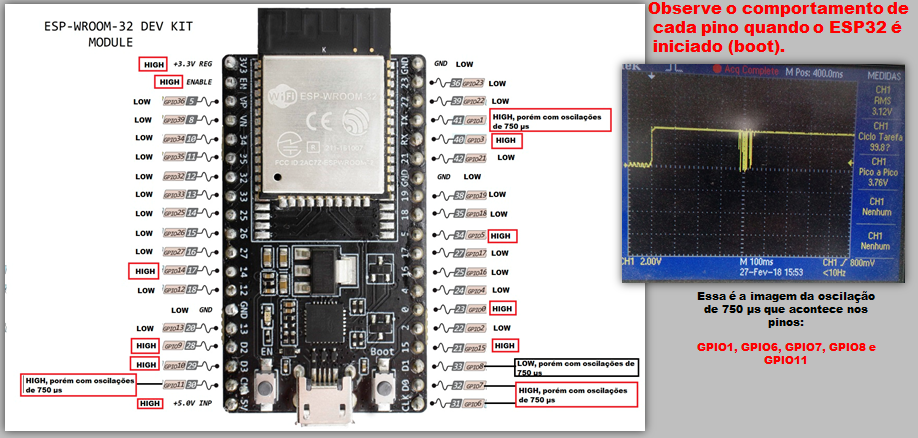 ESP-WROOM-32 DEV KIT
MODULE
Observe o comportamento de
cada pino quando o ESP32 é
iniciado (boot).
HIGH +3.3V REG
HIGH ENABLE
LOW GPIO36 5
LOW GPIO39 8
LOW GPIO34 10
LOW GPIO35 11
LOW GPIO32 12
LOW GPIO33 13
LOW GPIO25 14
LOW GPIO26 15
LOW GPIO27 16
HIGH GPIO14 17
LOW GPIO12 18
LOW GND
LOW GPIO13 20
HIGH GPIO9 28
HIGH GPIO10 29
HIGH, porém com oscilações
de 750 µs
GPIO11 30
HIGH +5.0V INP
3V3
EN
VP
VN
34
35
32
33
25
26
27
14
12
GND
13
D2
D3
5V
WiFi ESP-WROOM-32
EN
Boot
K
GND
23
22
TX
RX
21
GND
19
18
5
17
16
4
0
2
15
D1
D0
CLK
GND LOW
36 GPIO23 LOW
39 GPIO22 LOW
41 GPIO1 HIGH, porém com oscilações
de 750 µs
40 GPIO3 HIGH
42 GPIO21 LOW
GND LOW
38 GPIO19 LOW
35 GPIO18 LOW
34 GPIO5 HIGH
27 GPIO17 LOW
25 GPIO16 LOW
24 GPIO4 LOW
23 GPIO0 HIGH
22 GPIO2 LOW
21 GPIO15 HIGH
33 GPIO8 LOW, porém com oscilações de
750 µs
32 GPIO7
31 GPIO6
HIGH, porém com oscilações
de 750 µs
Acq Complete M Pos: 400.0ms
MEDIDAS
CH1
RMS
3.12V
CH1
Ciclo Tarefa
99.8?
CH1
Pico a Pico
3.76V
CH1
Nenhum
CH1
Nenhum
CH1 2.00V M 100ms CH1 / 800mV
27-Fev-18 15:53 <10Hz
Essa é a imagem da oscilação
de 750 µs que acontece nos
pinos:
GPIO1, GPIO6, GPIO7, GPIO8 e
GPIO11